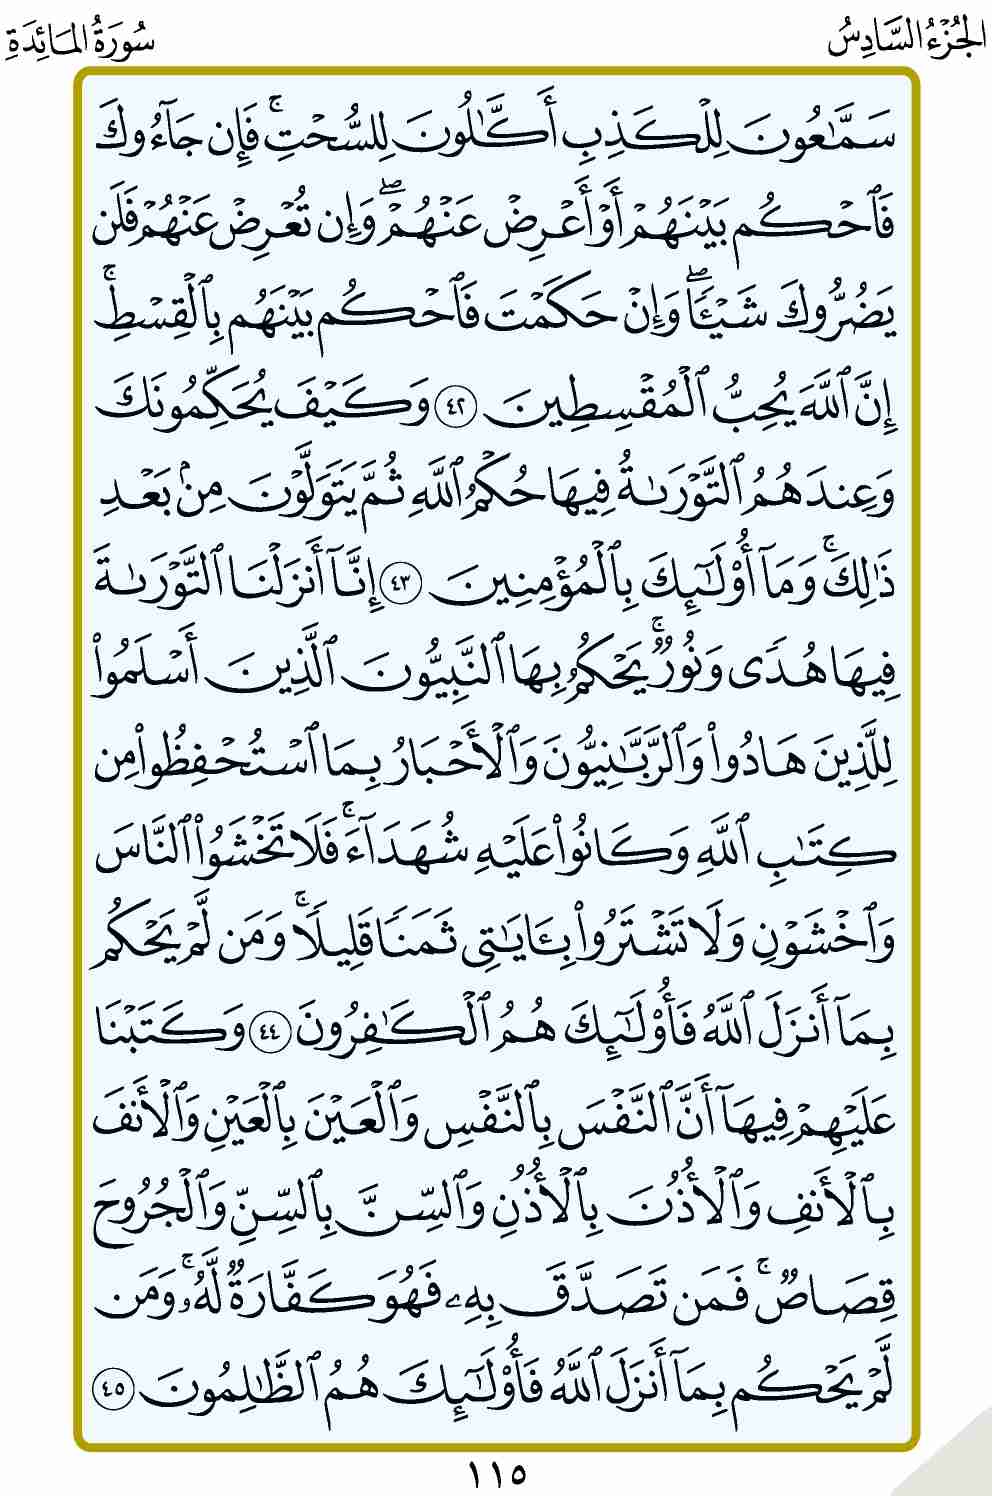 الجُزْءُ السَّادِسُ
سُورَةُ المَائِدَةِ
سَمَّٰعُونَ لِلْكَذِبِ أَكَّٰلُونَ لِلسُّحْتِۚ فَإِن جَآءُوكَ
فَٱحْكُم بَيْنَهُمْ أَوْ أَعْرِضْ عَنْهُمْۖ وَإِن تُعْرِضْ عَنْهُمْ فَلَن
يَضُرُّوكَ شَيْـًٔاۖ وَإِنْ حَكَمْتَ فَٱحْكُم بَيْنَهُم بِٱلْقِسْطِۚ
إِنَّ ٱللَّهَ يُحِبُّ ٱلْمُقْسِطِينَ ٤٢ وَكَيْفَ يُحَكِّمُونَكَ
وَعِندَهُمُ ٱلتَّوْرَىٰةُ فِيهَا حُكْمُ ٱللَّهِ ثُمَّ يَتَوَلَّوْنَ مِنۢ بَعْدِ
ذَٰلِكَۚ وَمَآ أُو۟لَٰٓئِكَ بِٱلْمُؤْمِنِينَ ٤٣ إِنَّآ أَنزَلْنَا ٱلتَّوْرَىٰةَ
فِيهَا هُدًى وَنُورٌۚ يَحْكُمُ بِهَا ٱلنَّبِيُّونَ ٱلَّذِينَ أَسْلَمُوا۟
لِلَّذِينَ هَادُوا۟ وَٱلرَّبَّٰنِيُّونَ وَٱلْأَحْبَارُ بِمَا ٱسْتُحْفِظُوا۟ مِن
كِتَٰبِ ٱللَّهِ وَكَانُوا۟ عَلَيْهِ شُهَدَآءَۚ فَلَا تَخْشَوُا۟ ٱلنَّاسَ
وَٱخْشَوْنِ وَلَا تَشْتَرُوا۟ بِـَٔايَٰتِى ثَمَنًا قَلِيلًاۚ وَمَن لَّمْ يَحْكُم
بِمَآ أَنزَلَ ٱللَّهُ فَأُو۟لَٰٓئِكَ هُمُ ٱلْكَٰفِرُونَ ٤٤ وَكَتَبْنَا
عَلَيْهِمْ فِيهَآ أَنَّ ٱلنَّفْسَ بِٱلنَّفْسِ وَٱلْعَيْنَ بِٱلْعَيْنِ وَٱلْأَنفَ
بِٱلْأَنفِ وَٱلْأُذُنَ بِٱلْأُذُنِ وَٱلسِّنَّ بِٱلسِّنِّ وَٱلْجُرُوحَ
قِصَاصٌۚ فَمَن تَصَدَّقَ بِهِۦ فَهُوَ كَفَّارَةٌ لَّهُۥۚ وَمَن
لَّمْ يَحْكُم بِمَآ أَنزَلَ ٱللَّهُ فَأُو۟لَٰٓئِكَ هُمُ ٱلظَّٰلِمُونَ ٤٥
١١٥